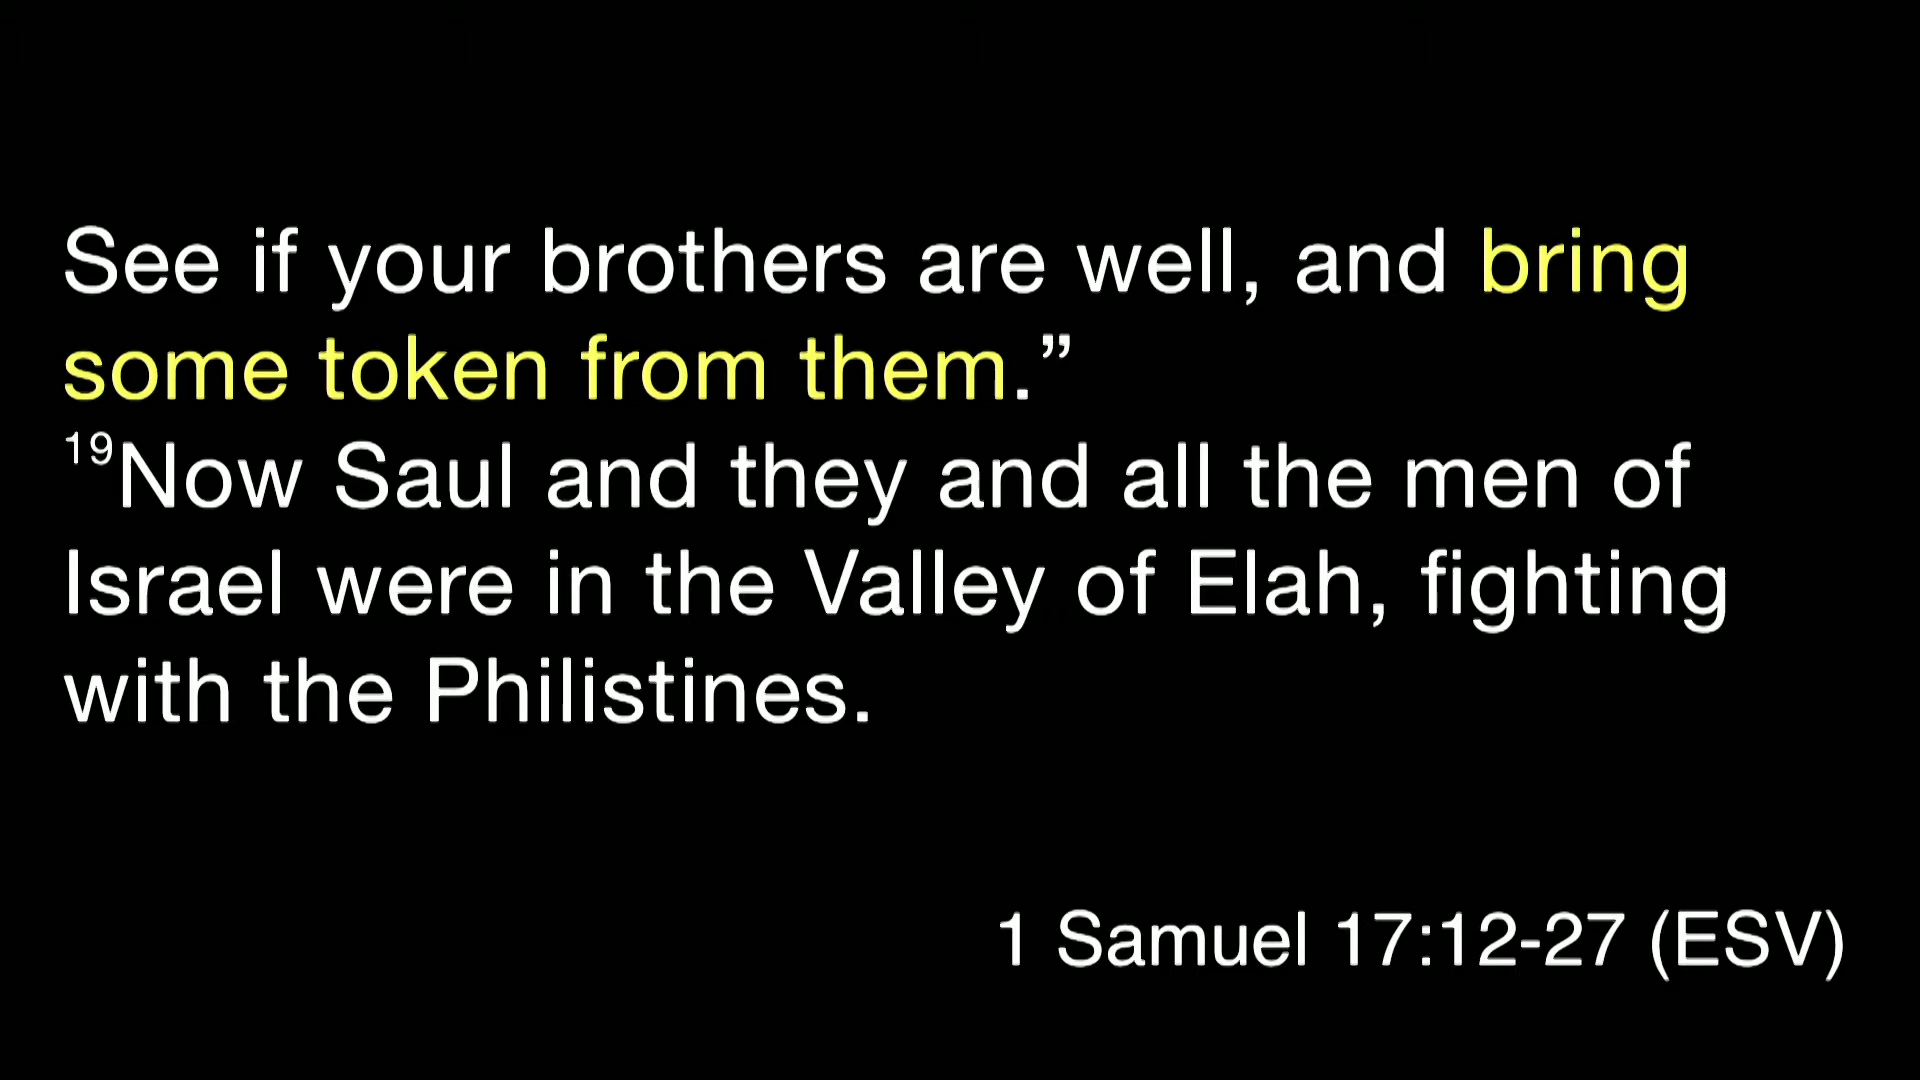 See if your brothers are well, and bring
some token from them.”
¹⁹Now Saul and they and all the men of
Israel were in the Valley of Elah, fighting
with the Philistines.
1 Samuel 17:12-27 (ESV)